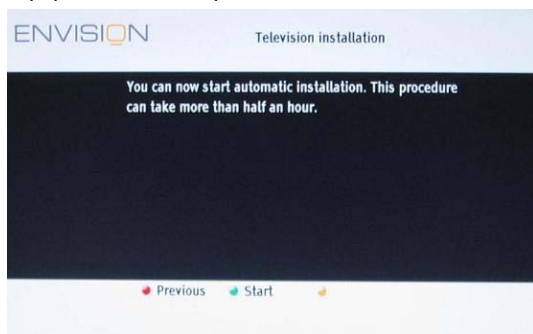 ENVISION
Television installation
You can now start automatic installation. This procedure
can take more than half an hour.
Previous Start